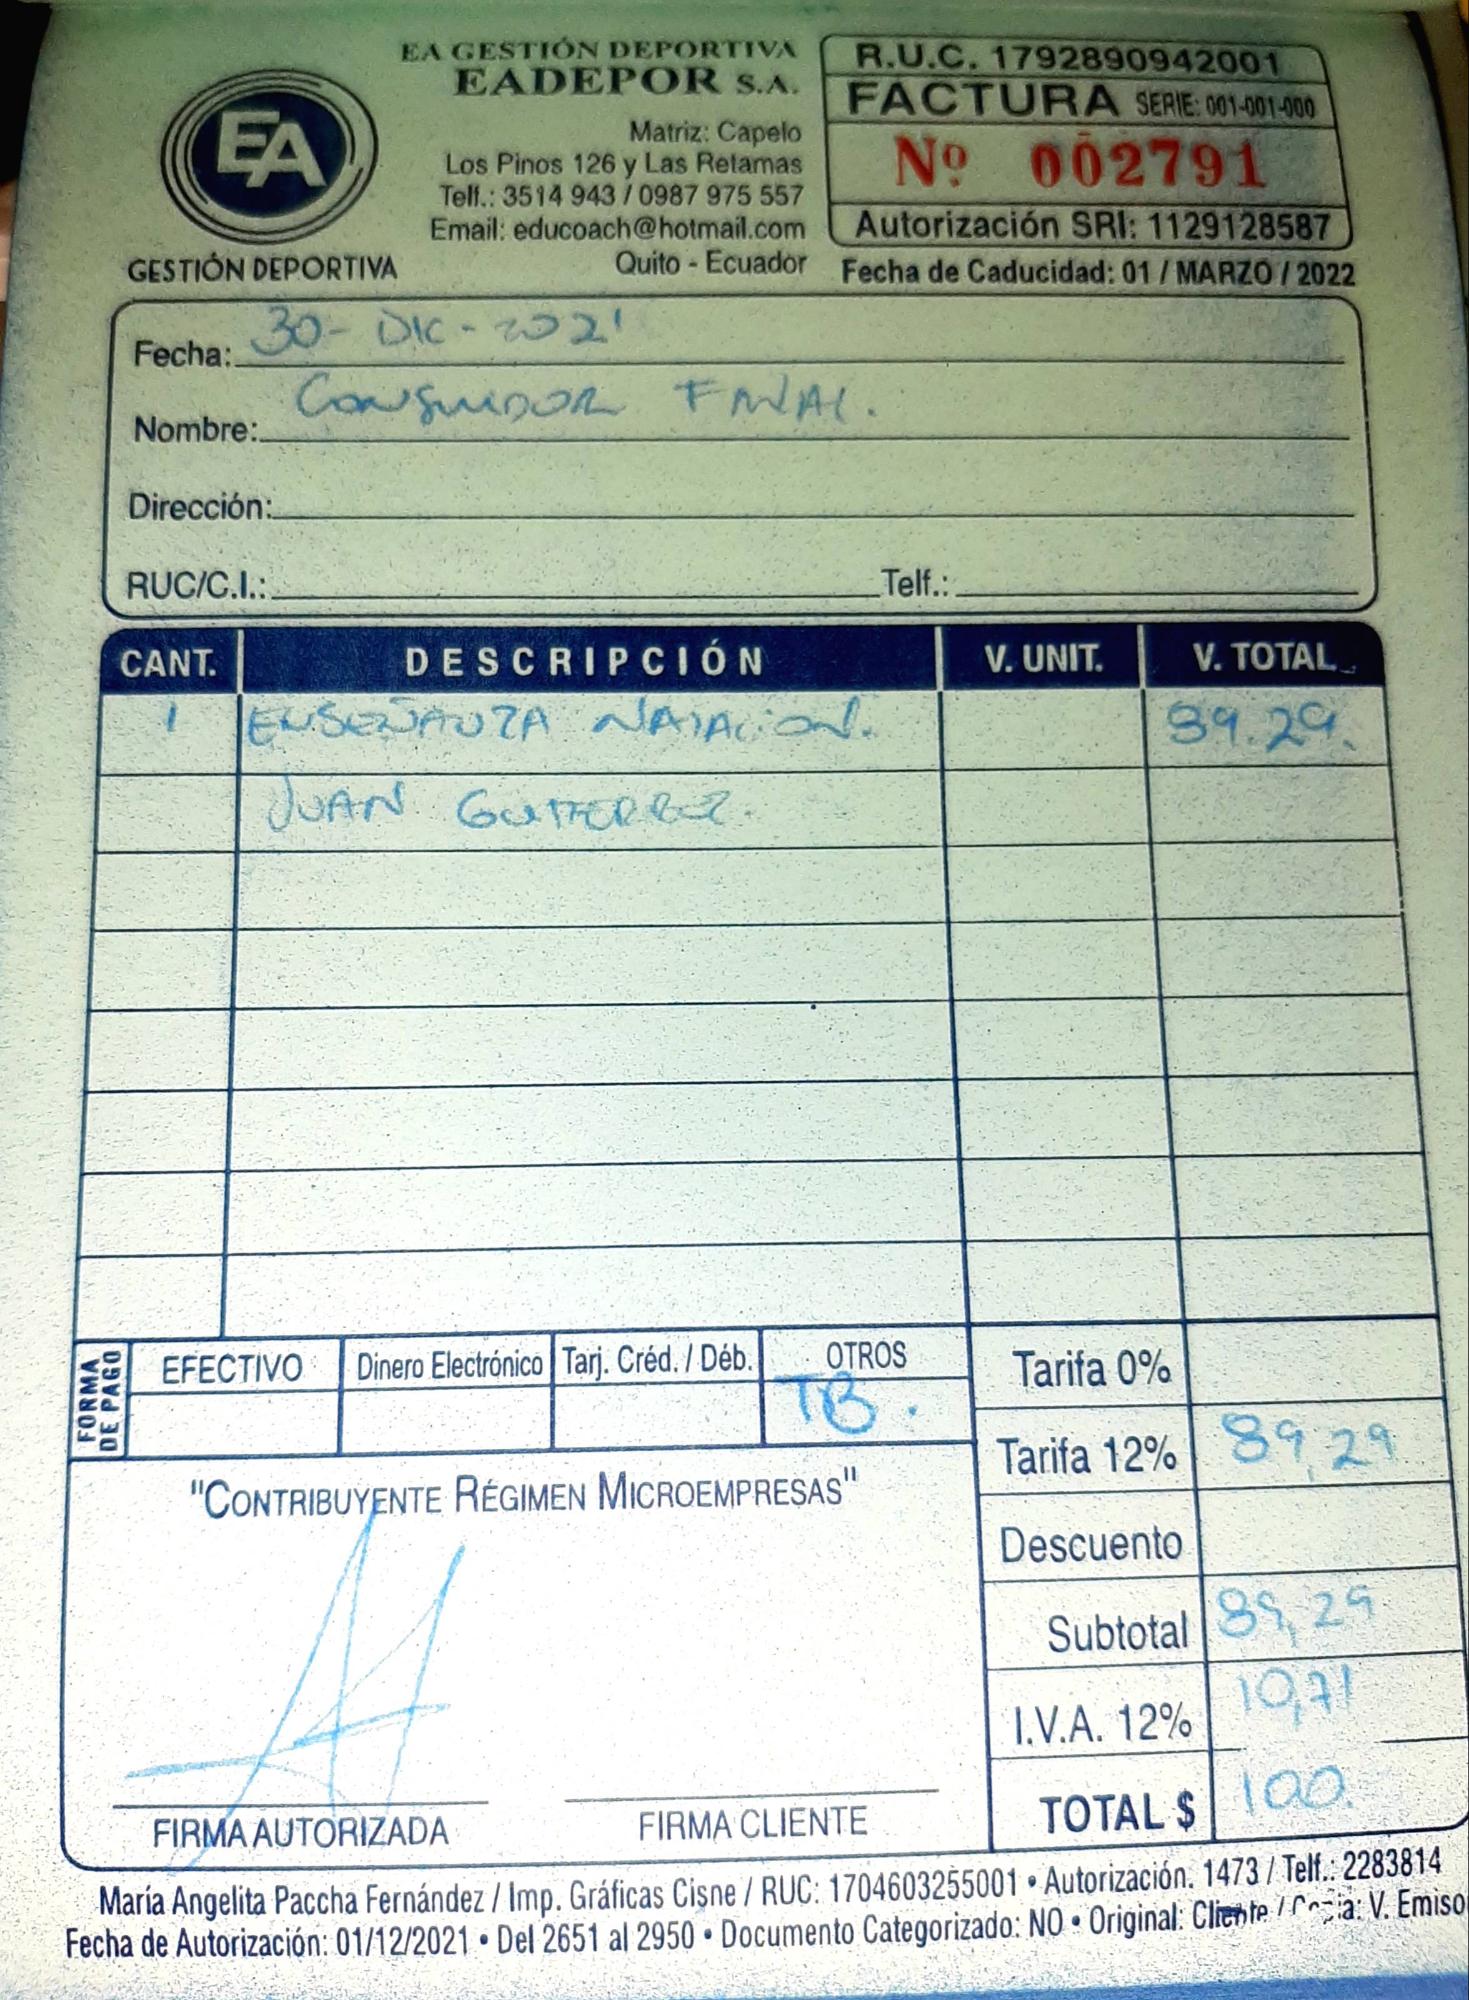 EA GESTIÓN DEPORTIVA
EADEPOR S.A.
EA
GESTIÓN DEPORTIVA
Matriz: Capelo
Los Pinos 126 y Las Retamas
Telf.: 3514 943 / 0987 975 557
Email: educoach@hotmail.com
Quito - Ecuador
R.U.C. 1792890942001
FACTURA SERIE: 001-001-000
Nº 002791
Autorización SRI: 1129128587
Fecha de Caducidad: 01 / MARZO / 2022
Fecha: 30-DIC-2021
Nombre: CONSUMIDOR FINAL.
Dirección:
RUC/C.I.: Telf.:
CANT. DESCRIPCIÓN V. UNIT. V. TOTAL
1 ENSEÑANZA NATACIÓN. 89.29.
JUAN GUTIERREZ.
FORMA DE PAGO
EFECTIVO Dinero Electrónico Tarj. Créd. / Déb. OTROS
TB.
Tarifa 0%
Tarifa 12% 89,29
Descuento
Subtotal 89,29
I.V.A. 12% 10,71
TOTAL $ 100.
"CONTRIBUYENTE RÉGIMEN MICROEMPRESAS"
FIRMA AUTORIZADA FIRMA CLIENTE
María Angelita Paccha Fernández / Imp. Gráficas Cisne / RUC: 1704603255001 • Autorización. 1473 / Telf.: 2283814
Fecha de Autorización: 01/12/2021 • Del 2651 al 2950 • Documento Categorizado: NO • Original: Cliente / Copia: V. Emiso